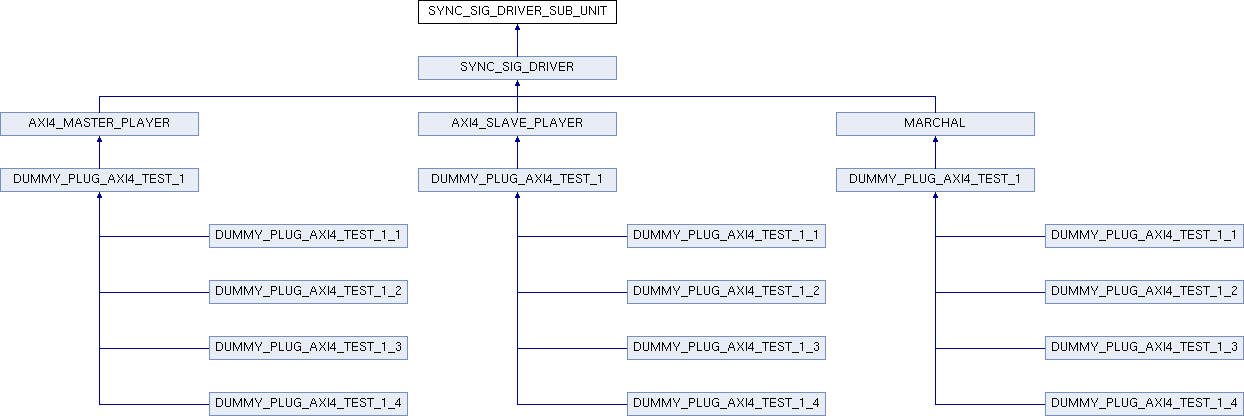 SYNC_SIG_DRIVER_SUB_UNIT
SYNC_SIG_DRIVER
AXI4_MASTER_PLAYER
AXI4_SLAVE_PLAYER
MARCHAL
DUMMY_PLUG_AXI4_TEST_1
DUMMY_PLUG_AXI4_TEST_1
DUMMY_PLUG_AXI4_TEST_1
DUMMY_PLUG_AXI4_TEST_1_1
DUMMY_PLUG_AXI4_TEST_1_1
DUMMY_PLUG_AXI4_TEST_1_1
DUMMY_PLUG_AXI4_TEST_1_2
DUMMY_PLUG_AXI4_TEST_1_2
DUMMY_PLUG_AXI4_TEST_1_2
DUMMY_PLUG_AXI4_TEST_1_3
DUMMY_PLUG_AXI4_TEST_1_3
DUMMY_PLUG_AXI4_TEST_1_3
DUMMY_PLUG_AXI4_TEST_1_4
DUMMY_PLUG_AXI4_TEST_1_4
DUMMY_PLUG_AXI4_TEST_1_4